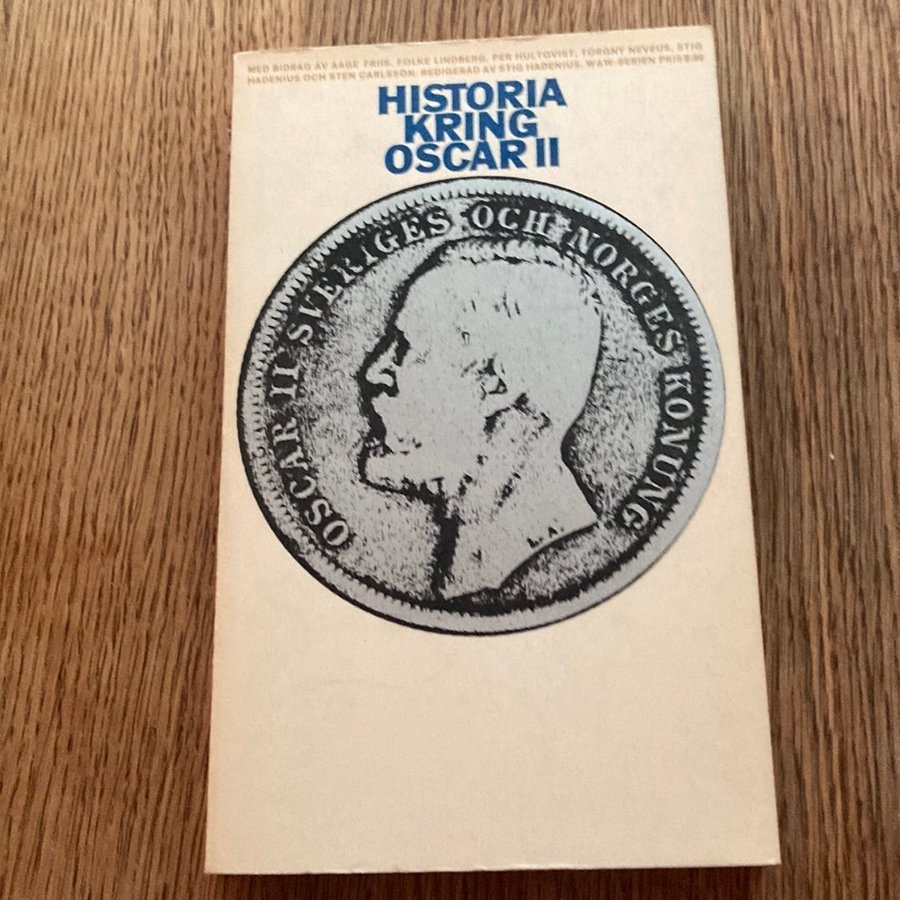 MED BIDRAG AV AAGE FRIIS, FOLKE LINDBERG, PER HULTQVIST, TORGNY NEVÉUS, STIG
HADENIUS OCH STEN CARLSSON. REDIGERAD AV STIG HADENIUS. W&W-SERIEN PRIS
HISTORIA
KRING
OSCAR II
OSCAR II SVERIGES OCH NORGES KONUNG
L.A.